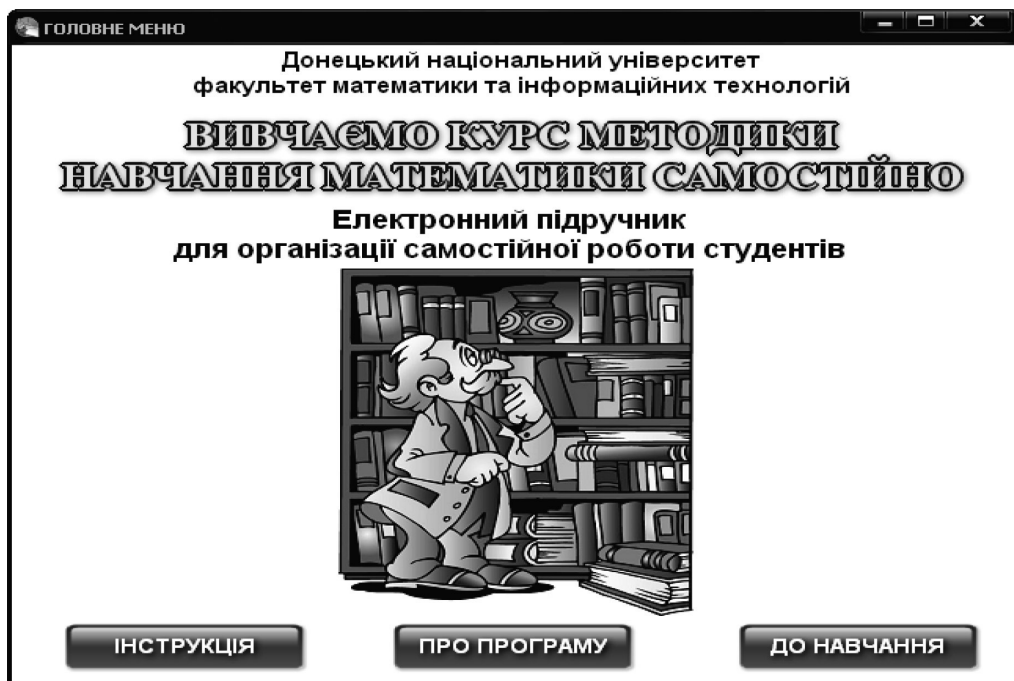 ГОЛОВНЕ МЕНЮ
Донецький національний університет
факультет математики та інформаційних технологій
ВИВЧАЄМО КУРС МЕТОДИКИ
НАВЧАННЯ МАТЕМАТИКИ САМОСТІЙНО
Електронний підручник
для організації самостійної роботи студентів
ІНСТРУКЦІЯ
ПРО ПРОГРАМУ
ДО НАВЧАННЯ